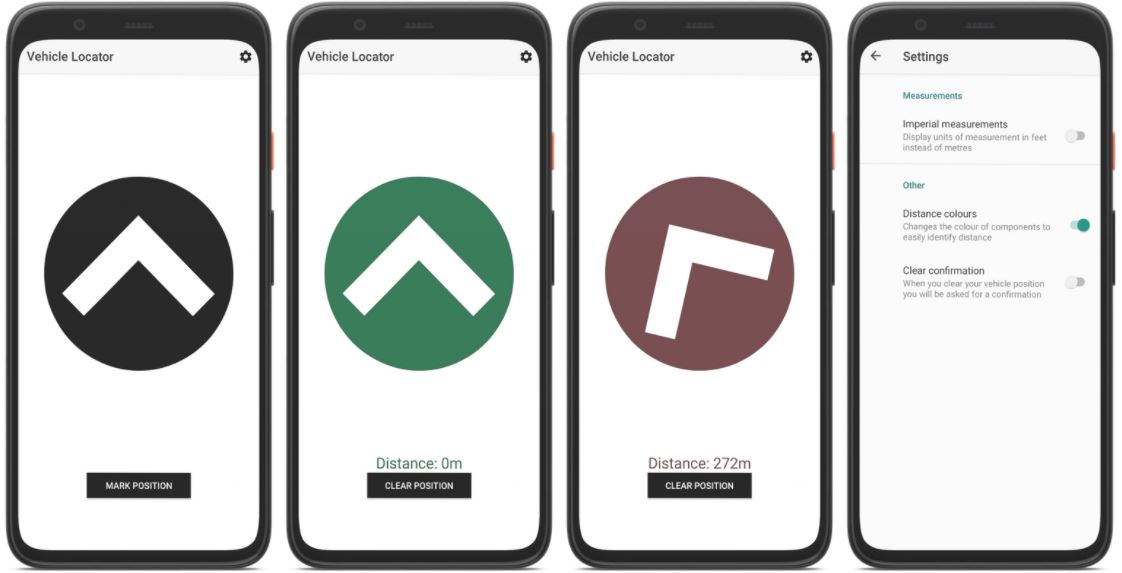 Vehicle Locator
MARK POSITION
Vehicle Locator
Distance: 0m
CLEAR POSITION
Vehicle Locator
Distance: 272m
CLEAR POSITION
Settings
Measurements
Imperial measurements
Display units of measurement in feet
instead of metres
Other
Distance colours
Changes the colour of components to
easily identify distance
Clear confirmation
When you clear your vehicle position
you will be asked for a confirmation